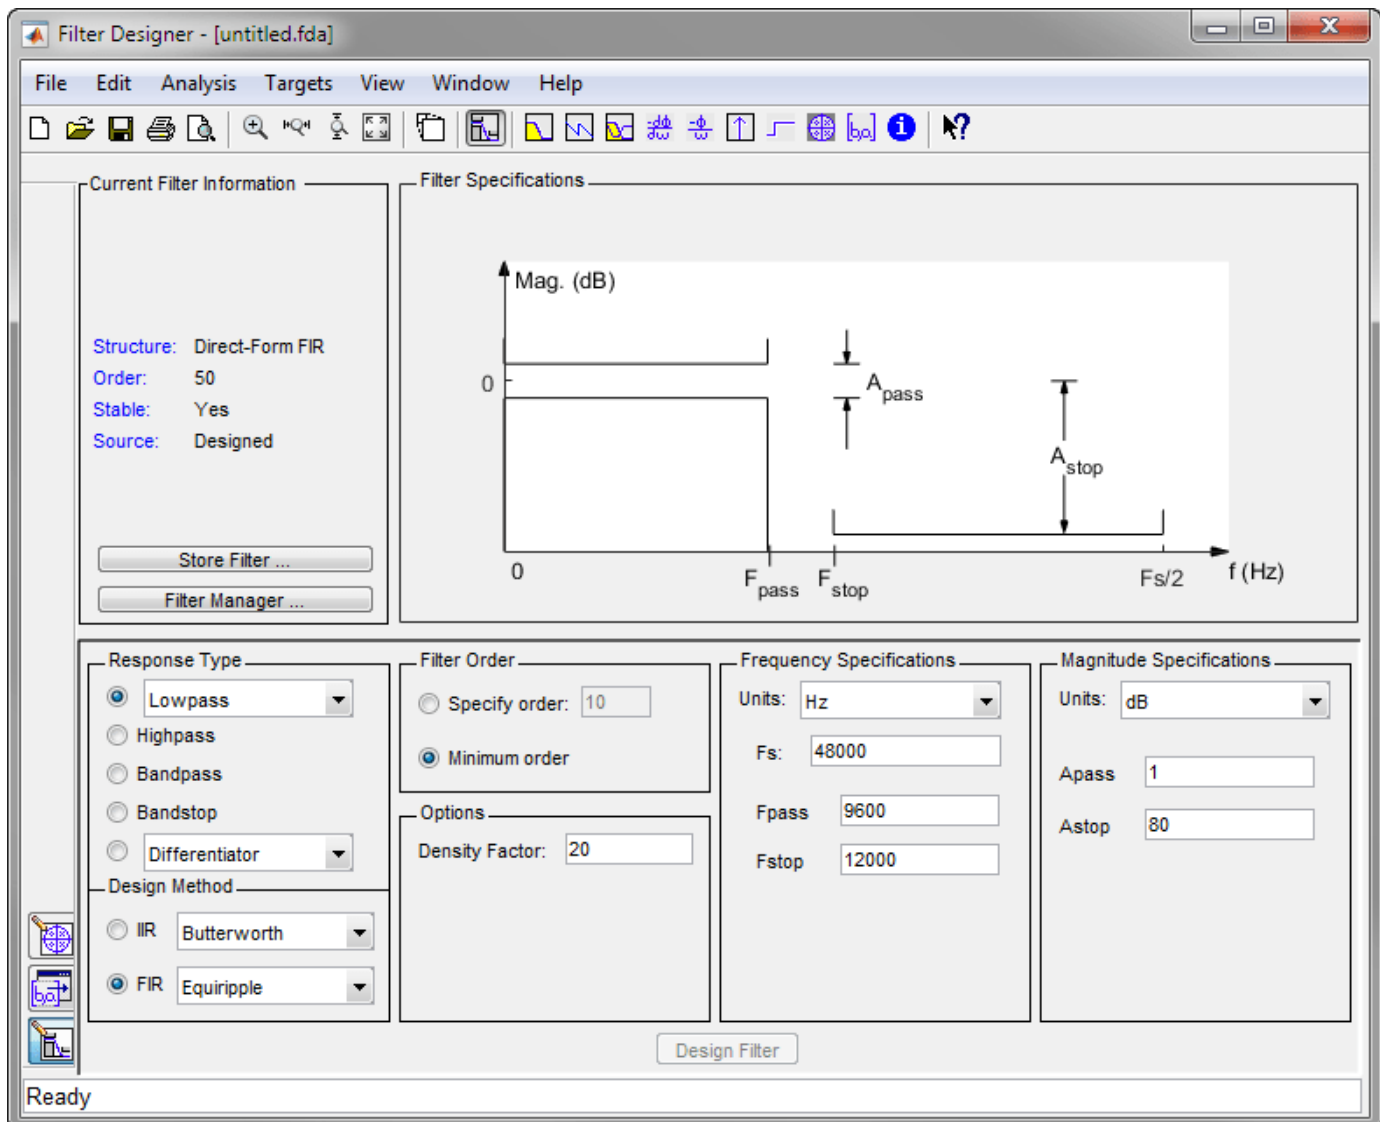 Filter Designer - [untitled.fda]
File Edit Analysis Targets View Window Help
Current Filter Information
Structure: Direct-Form FIR
Order: 50
Stable: Yes
Source: Designed
Store Filter ...
Filter Manager ...
Filter Specifications
Mag. (dB)
0
A pass
A stop
0
F pass
F stop
Fs/2
f (Hz)
Response Type
Lowpass
Highpass
Bandpass
Bandstop
Differentiator
Design Method
IIR Butterworth
FIR Equiripple
Filter Order
Specify order: 10
Minimum order
Options
Density Factor: 20
Frequency Specifications
Units: Hz
Fs: 48000
Fpass 9600
Fstop 12000
Magnitude Specifications
Units: dB
Apass 1
Astop 80
Design Filter
Ready